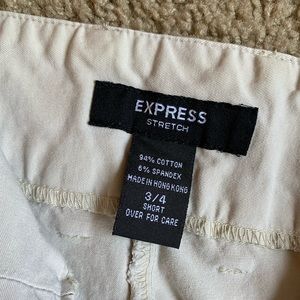 EXPRESS
STRETCH
94% COTTON
6% SPANDEX
MADE IN HONG KONG
3/4
SHORT
OVER FOR CARE